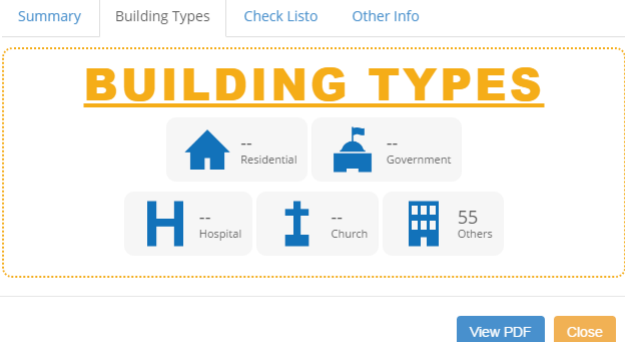 Summary Building Types Check Listo Other Info
BUILDING TYPES
-- --
Residential Government
-- -- 55
Hospital Church Others
View PDF Close